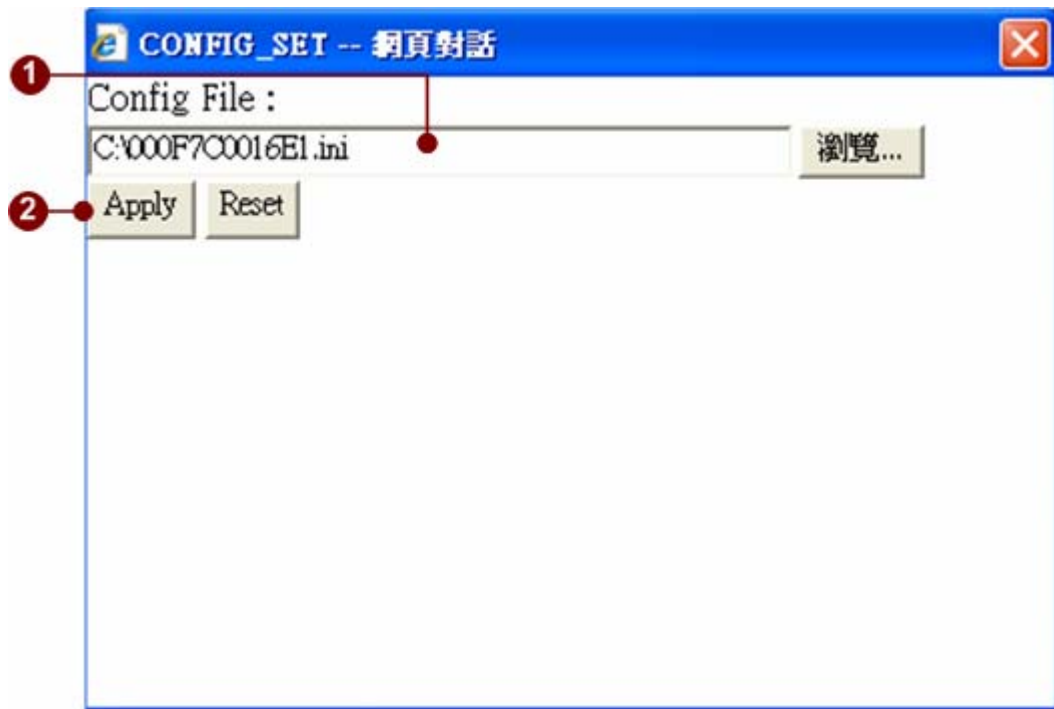 CONFIG_SET -- 網頁對話
1
Config File :
C:\000F7C0016E1.ini
瀏覽...
2
Apply
Reset